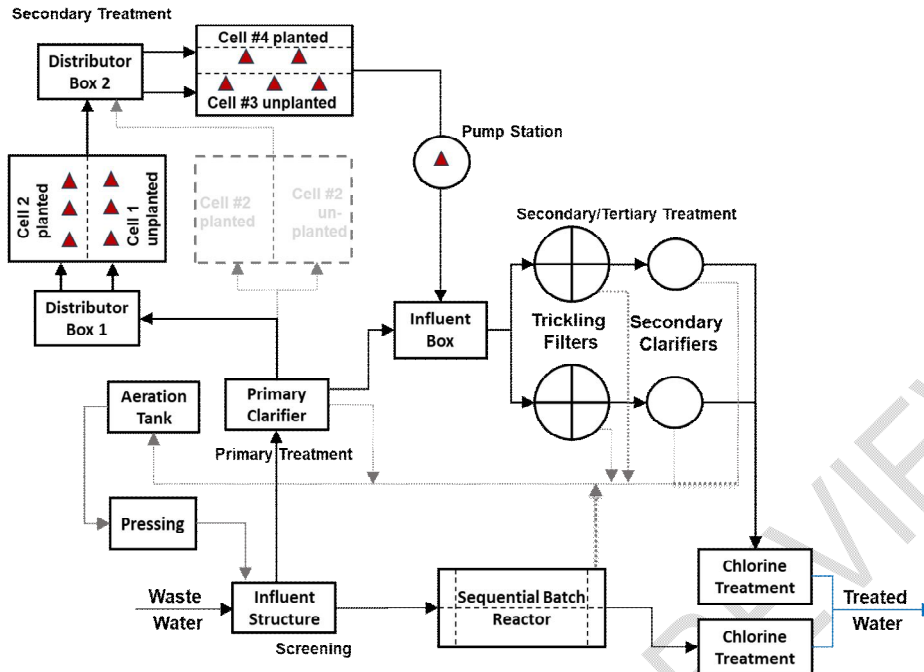 Secondary Treatment
Cell #4 planted
Cell #3 unplanted
Distributor
Box 2
Pump Station
Cell 2
planted
Cell 1
unplanted
Cell #2
planted
Cell #2
un-
planted
Secondary/Tertiary Treatment
Distributor
Box 1
Influent
Box
Trickling
Filters
Secondary
Clarifiers
Aeration
Tank
Primary
Clarifier
Primary Treatment
Pressing
Waste
Water
Influent
Structure
Screening
Sequential Batch
Reactor
Chlorine
Treatment
Chlorine
Treatment
Treated
Water